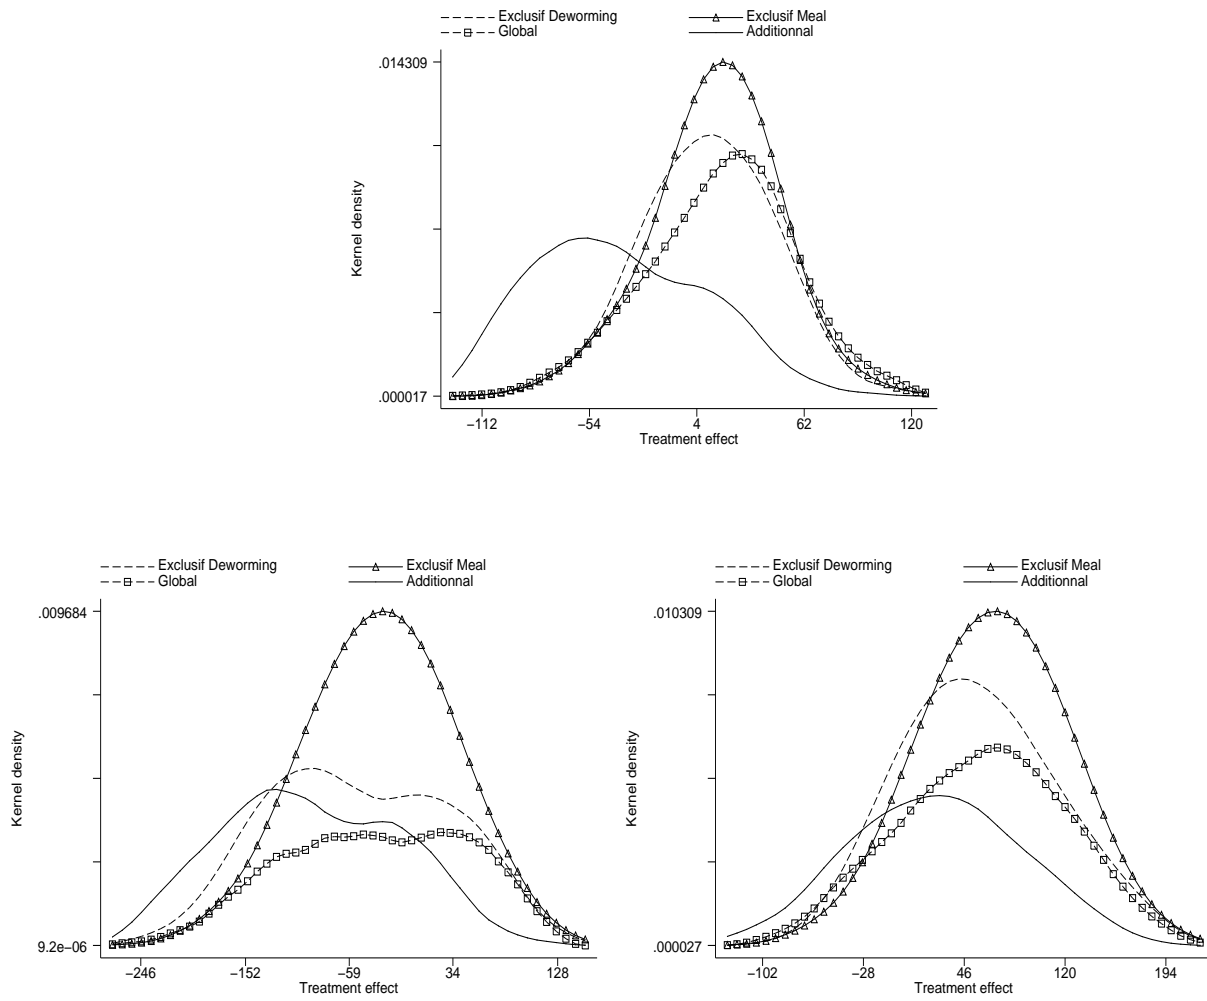 Exclusif Deworming Exclusif Meal
Global Additionnal
.014309
Kernel density
.000017
−112 −54 4 62 120
Treatment effect
Exclusif Deworming Exclusif Meal
Global Additionnal
.009684
Kernel density
9.2e−06
−246 −152 −59 34 128
Treatment effect
Exclusif Deworming Exclusif Meal
Global Additionnal
.010309
Kernel density
.000027
−102 −28 46 120 194
Treatment effect